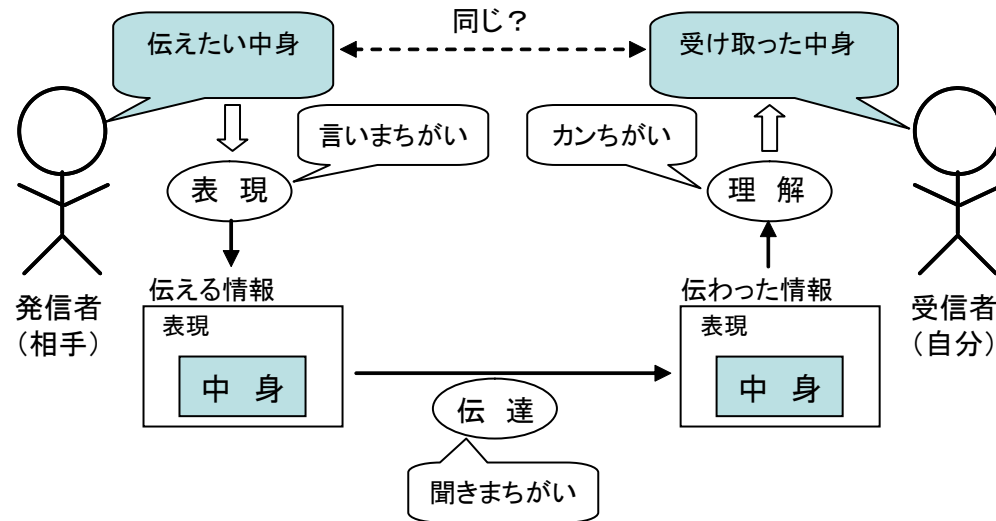 同じ？
伝えたい中身
受け取った中身
言いまちがい
カンちがい
表 現
理 解
発信者
（相手）
伝える情報
表現
中 身
伝わった情報
表現
中 身
受信者
（自分）
伝 達
聞きまちがい